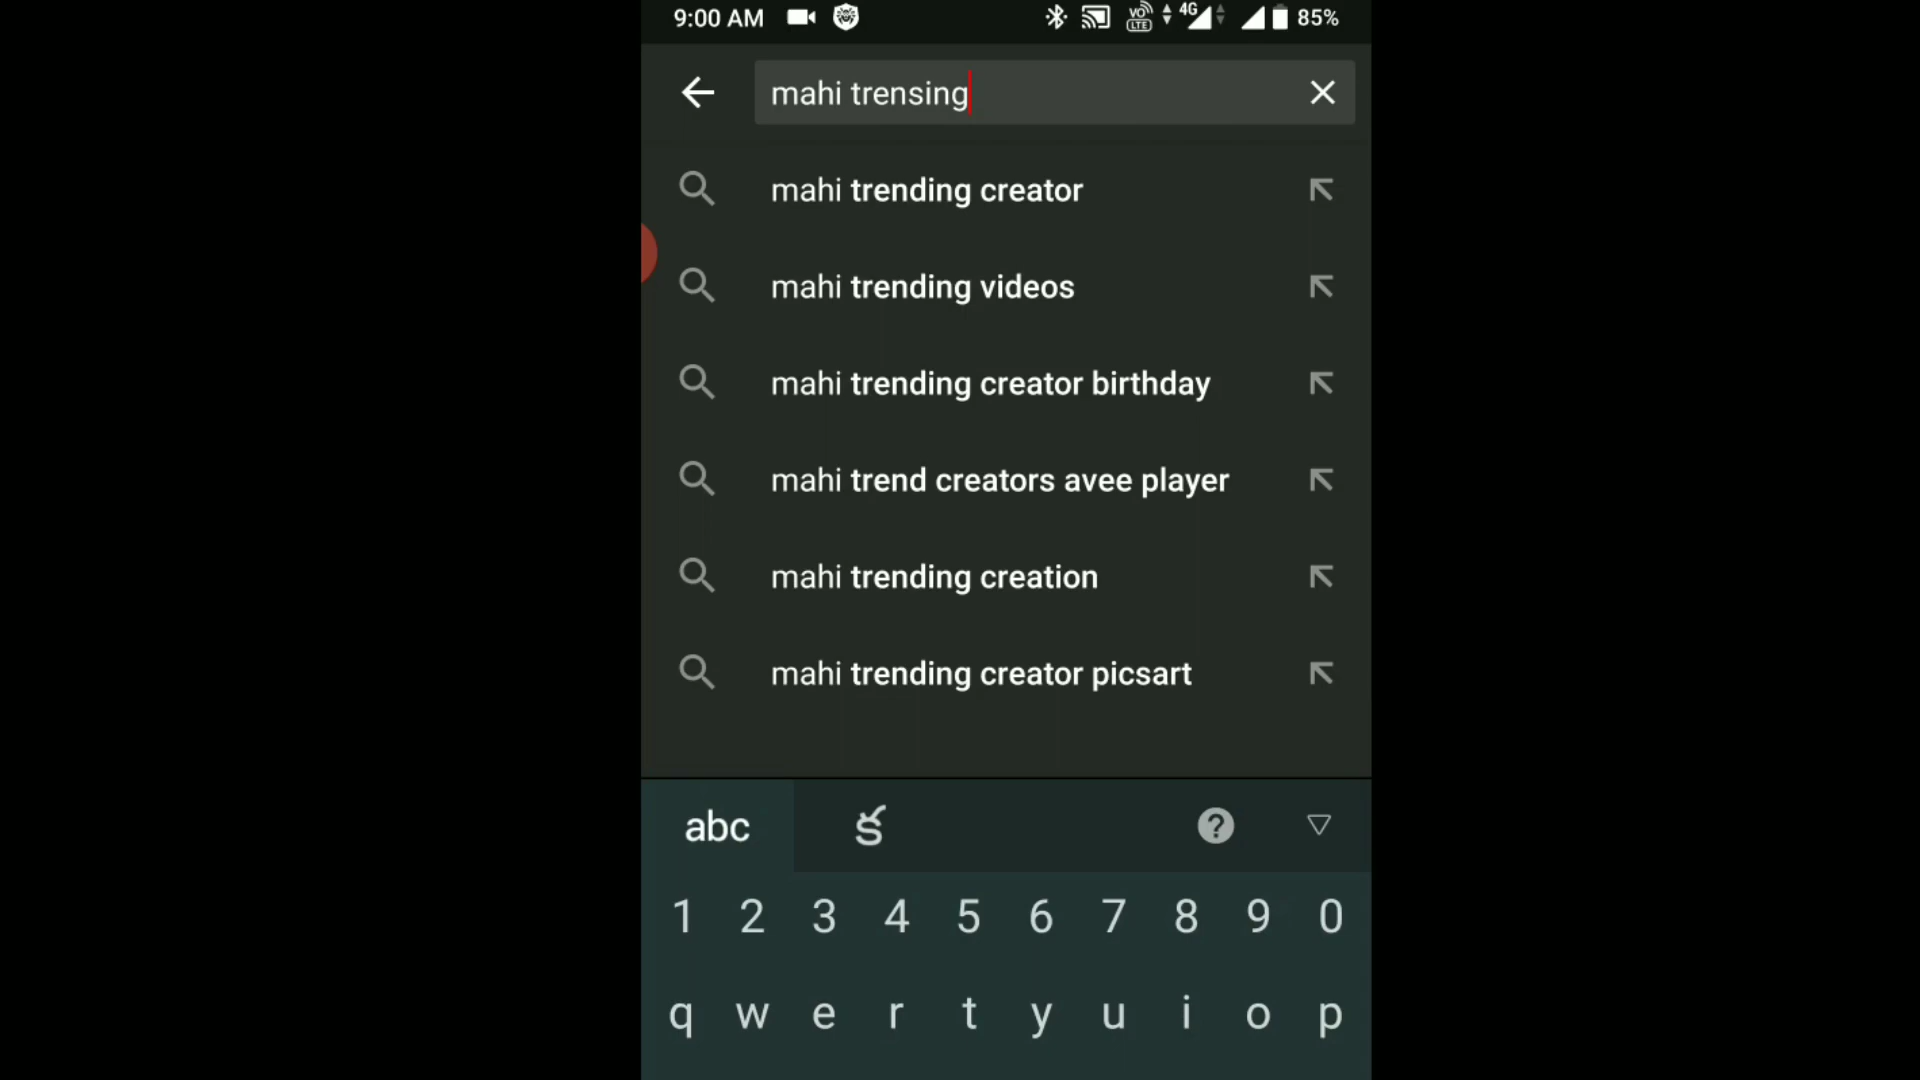 9:00 AM VO LTE 4G 85%
mahi trensing
mahi trending creator
mahi trending videos
mahi trending creator birthday
mahi trend creators avee player
mahi trending creation
mahi trending creator picsart
abc క ?
1 2 3 4 5 6 7 8 9 0
q w e r t y u i o p